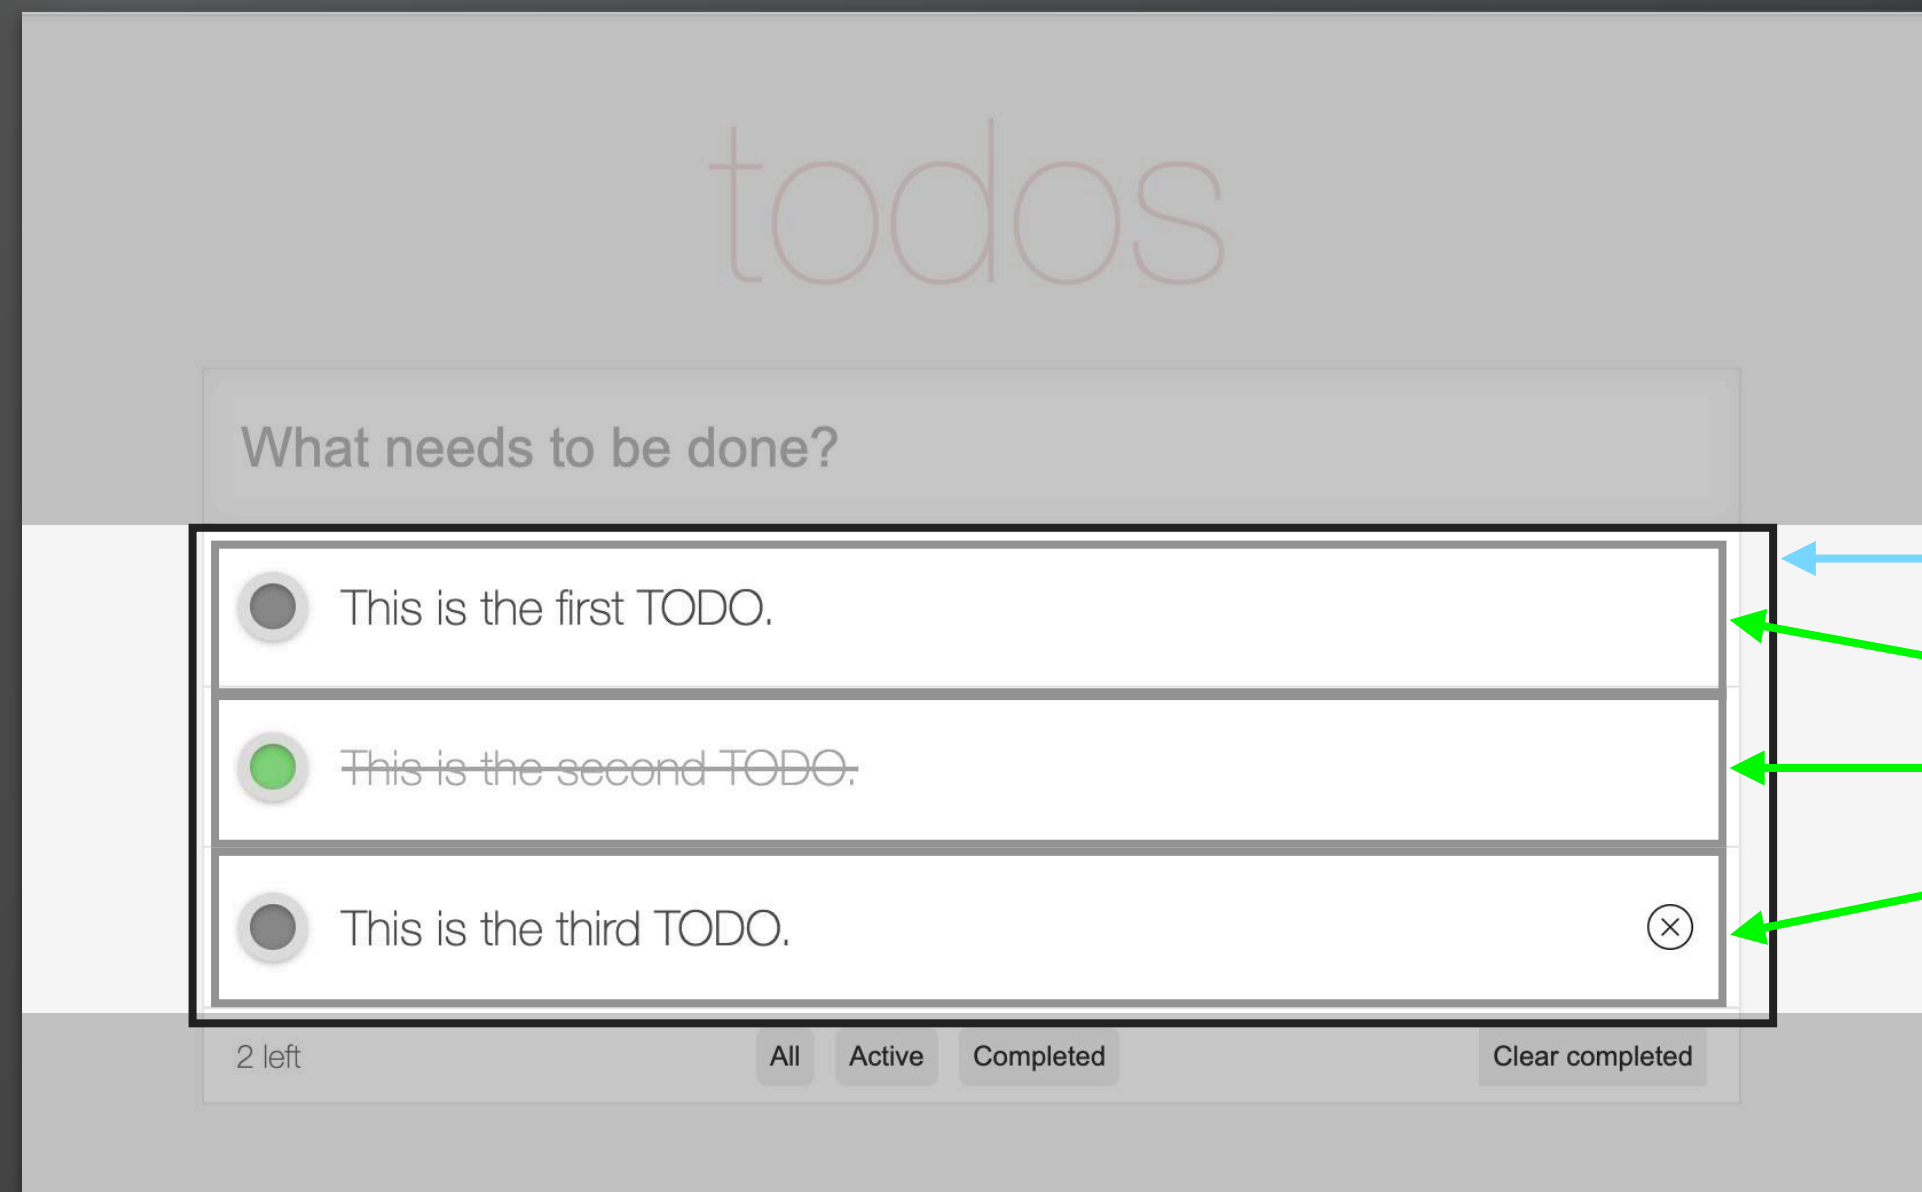 todos
What needs to be done?
This is the first TODO.
This is the second TODO.
This is the third TODO.
2 left
All
Active
Completed
Clear completed